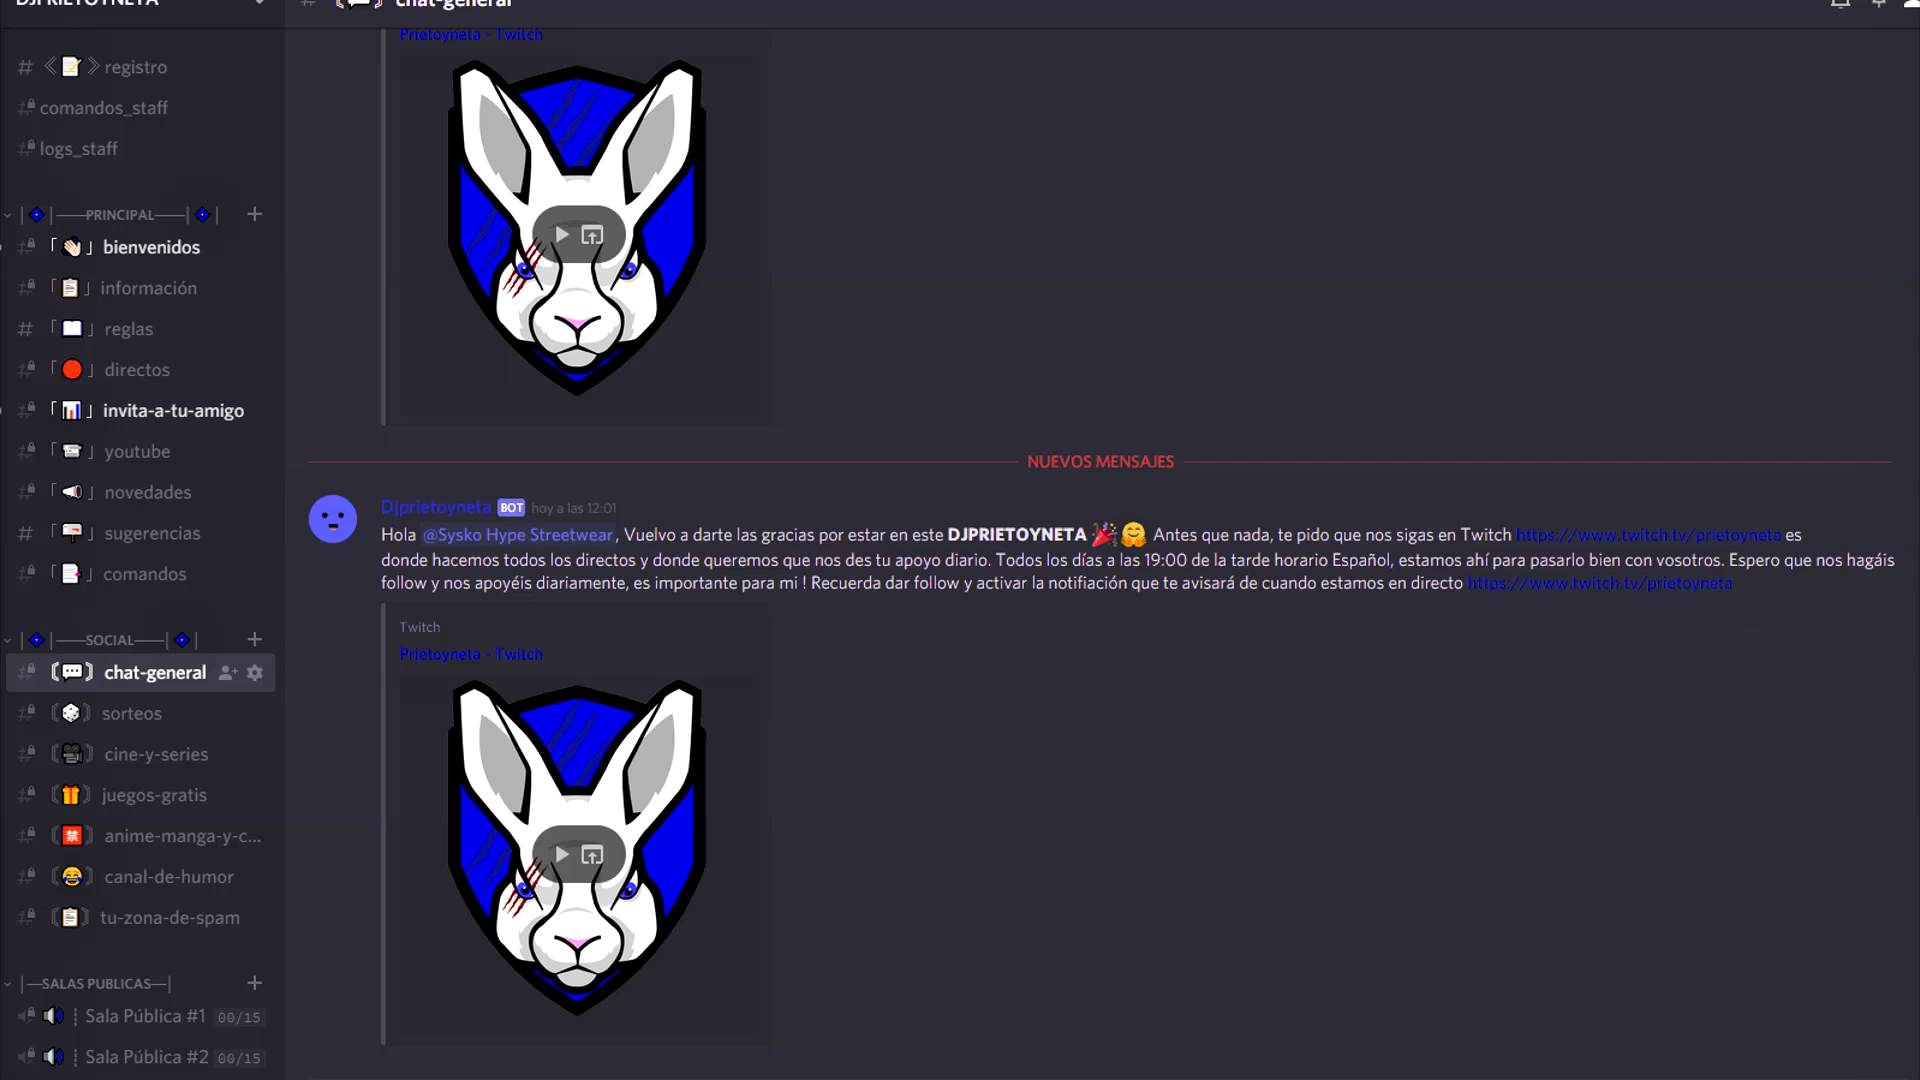 DJPRIETOYNETA
chat-general
registro
comandos_staff
logs_staff
PRINCIPAL
bienvenidos
información
reglas
directos
invita-a-tu-amigo
youtube
novedades
sugerencias
comandos
SOCIAL
chat-general
sorteos
cine-y-series
juegos-gratis
禁
anime-manga-y-c...
canal-de-humor
tu-zona-de-spam
SALAS PUBLICAS
Sala Pública #1 00/15
Sala Pública #2 00/15
Prietoyneta - Twitch
NUEVOS MENSAJES
Djprietoyneta BOT hoy a las 12:01
Hola @Sysko Hype Streetwear, Vuelvo a darte las gracias por estar en este DJPRIETOYNETA 🎉 🤗 Antes que nada, te pido que nos sigas en Twitch https://www.twitch.tv/prietoyneta es
donde hacemos todos los directos y donde queremos que nos des tu apoyo diario. Todos los días a las 19:00 de la tarde horario Español, estamos ahí para pasarlo bien con vosotros. Espero que nos hagáis
follow y nos apoyéis diariamente, es importante para mi ! Recuerda dar follow y activar la notifiación que te avisará de cuando estamos en directo https://www.twitch.tv/prietoyneta
Twitch
Prietoyneta - Twitch